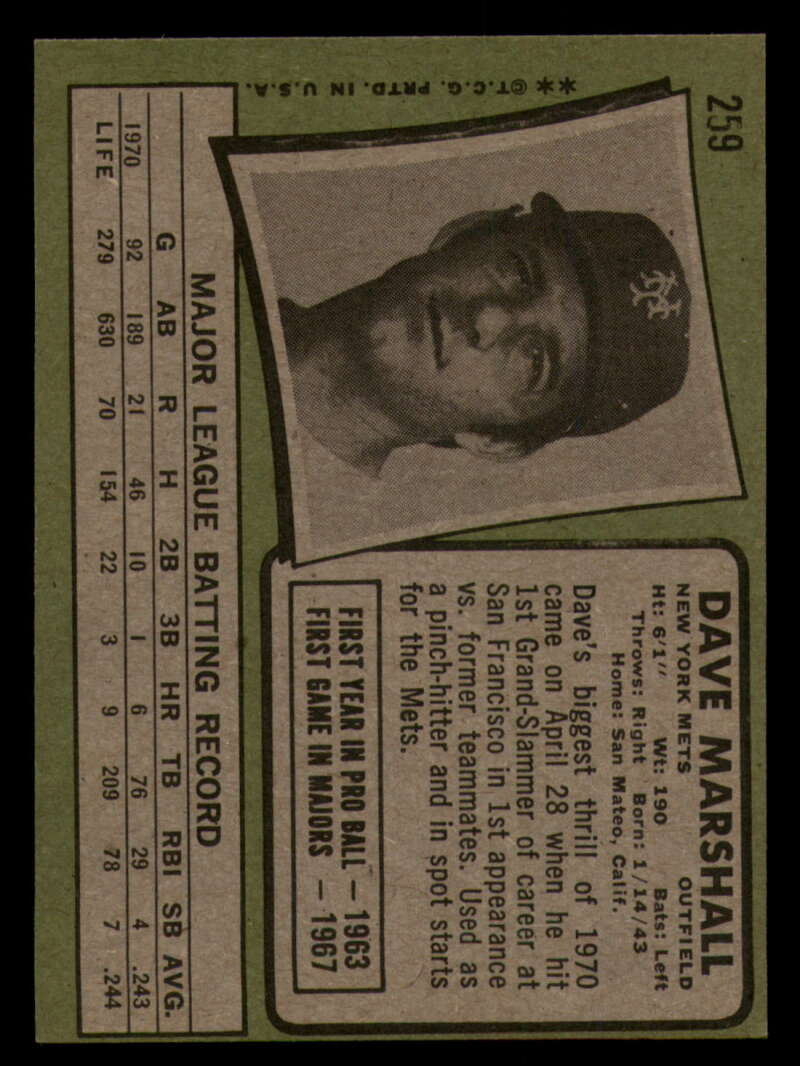 259
DAVE MARSHALL
NEW YORK METS OUTFIELD
Ht: 6'1" Wt: 190 Bats: Left
Throws: Right Born: 1/14/43
Home: San Mateo, Calif.
Dave's biggest thrill of 1970
came on April 28 when he hit
1st Grand-Slammer of career at
San Francisco in 1st appearance
vs. former teammates. Used as
a pinch-hitter and in spot starts
for the Mets.
FIRST YEAR IN PRO BALL — 1963
FIRST GAME IN MAJORS — 1967
NY
MAJOR LEAGUE BATTING RECORD
G AB R H 2B 3B HR TB RBI SB AVG.
1970 92 189 21 46 10 1 6 76 29 4 .243
LIFE 279 630 70 154 22 3 9 209 78 7 .244
**©T.C.G. PRTD. IN U.S.A.